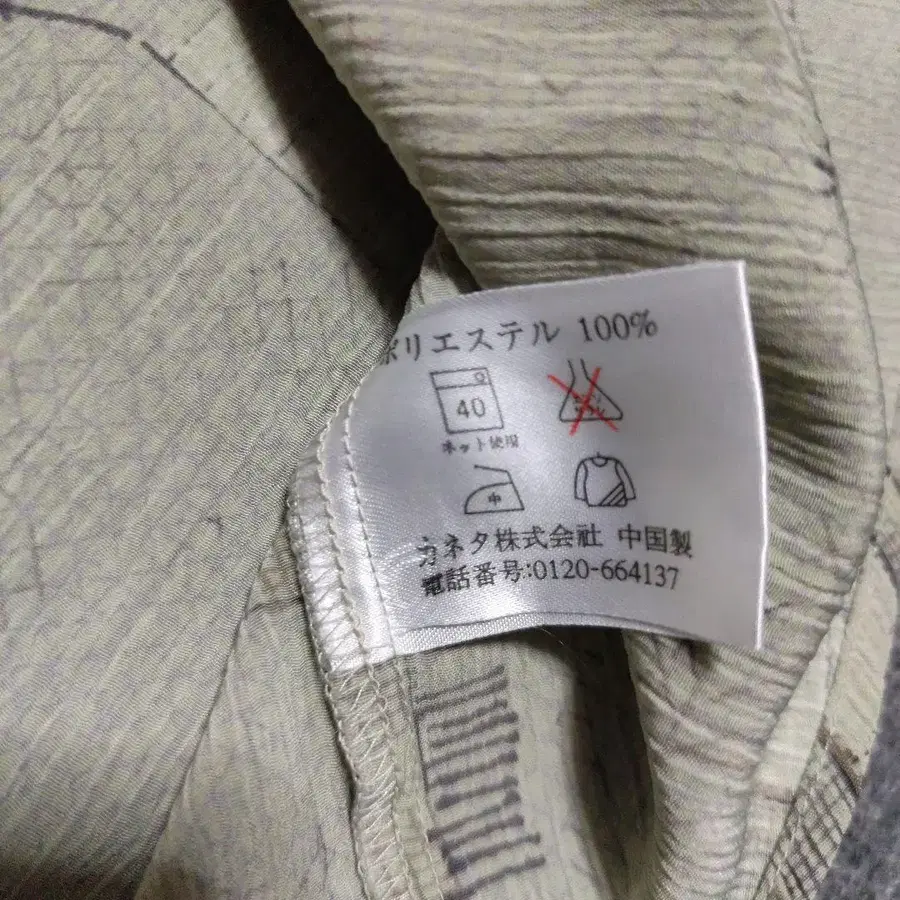 ポリエステル 100%
40
ネット使用
中
カネタ株式会社 中国製
電話番号:0120-664137